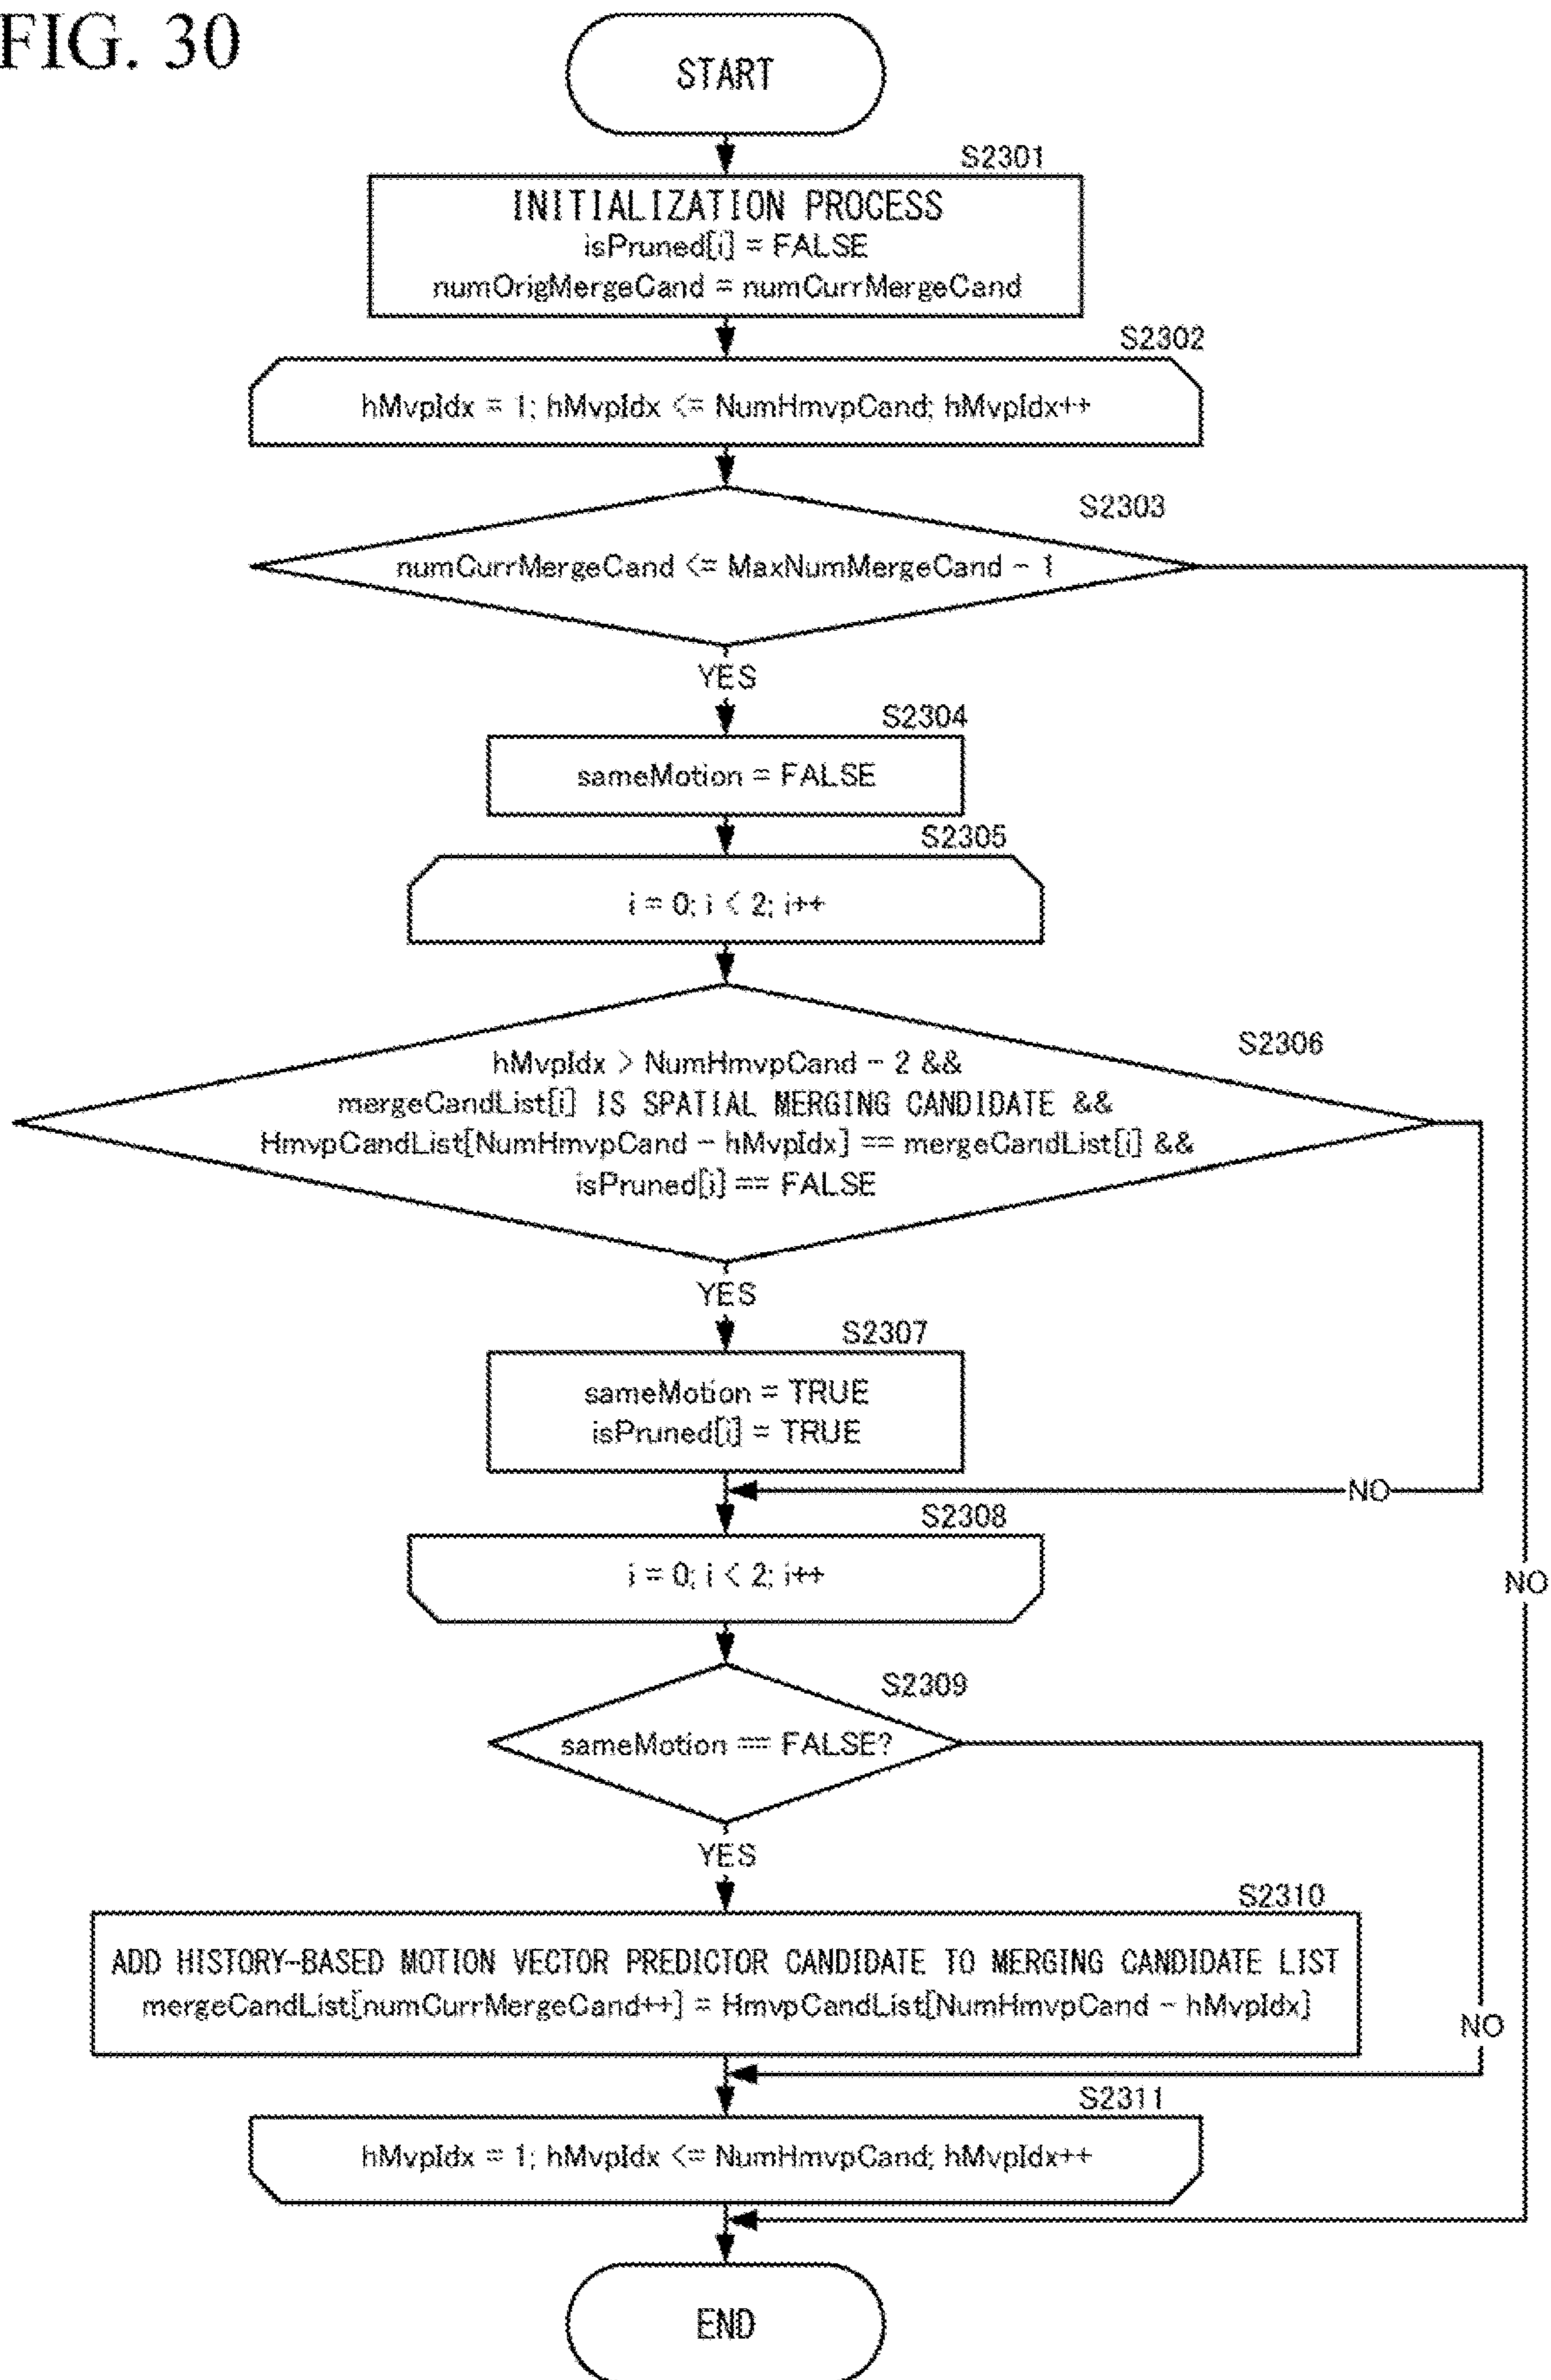 FIG. 30
START
S2301
INITIALIZATION PROCESS
isPruned[i] = FALSE
numOrigMergeCand = numCurrMergeCand
S2302
hMvpIdx = 1; hMvpIdx <= NumHmvpCand; hMvpIdx++
S2303
numCurrMergeCand <= MaxNumMergeCand - 1
YES
S2304
sameMotion = FALSE
S2305
i = 0; i < 2; i++
S2306
hMvpIdx > NumHmvpCand - 2 &&
mergeCandList[i] IS SPATIAL MERGING CANDIDATE &&
HmvpCandList[NumHmvpCand - hMvpIdx] == mergeCandList[i] &&
isPruned[i] == FALSE
YES
S2307
sameMotion = TRUE
isPruned[i] = TRUE
NO
S2308
i = 0; i < 2; i++
NO
S2309
sameMotion == FALSE?
YES
S2310
ADD HISTORY-BASED MOTION VECTOR PREDICTOR CANDIDATE TO MERGING CANDIDATE LIST
mergeCandList[numCurrMergeCand++] = HmvpCandList[NumHmvpCand - hMvpIdx]
NO
S2311
hMvpIdx = 1; hMvpIdx <= NumHmvpCand; hMvpIdx++
END